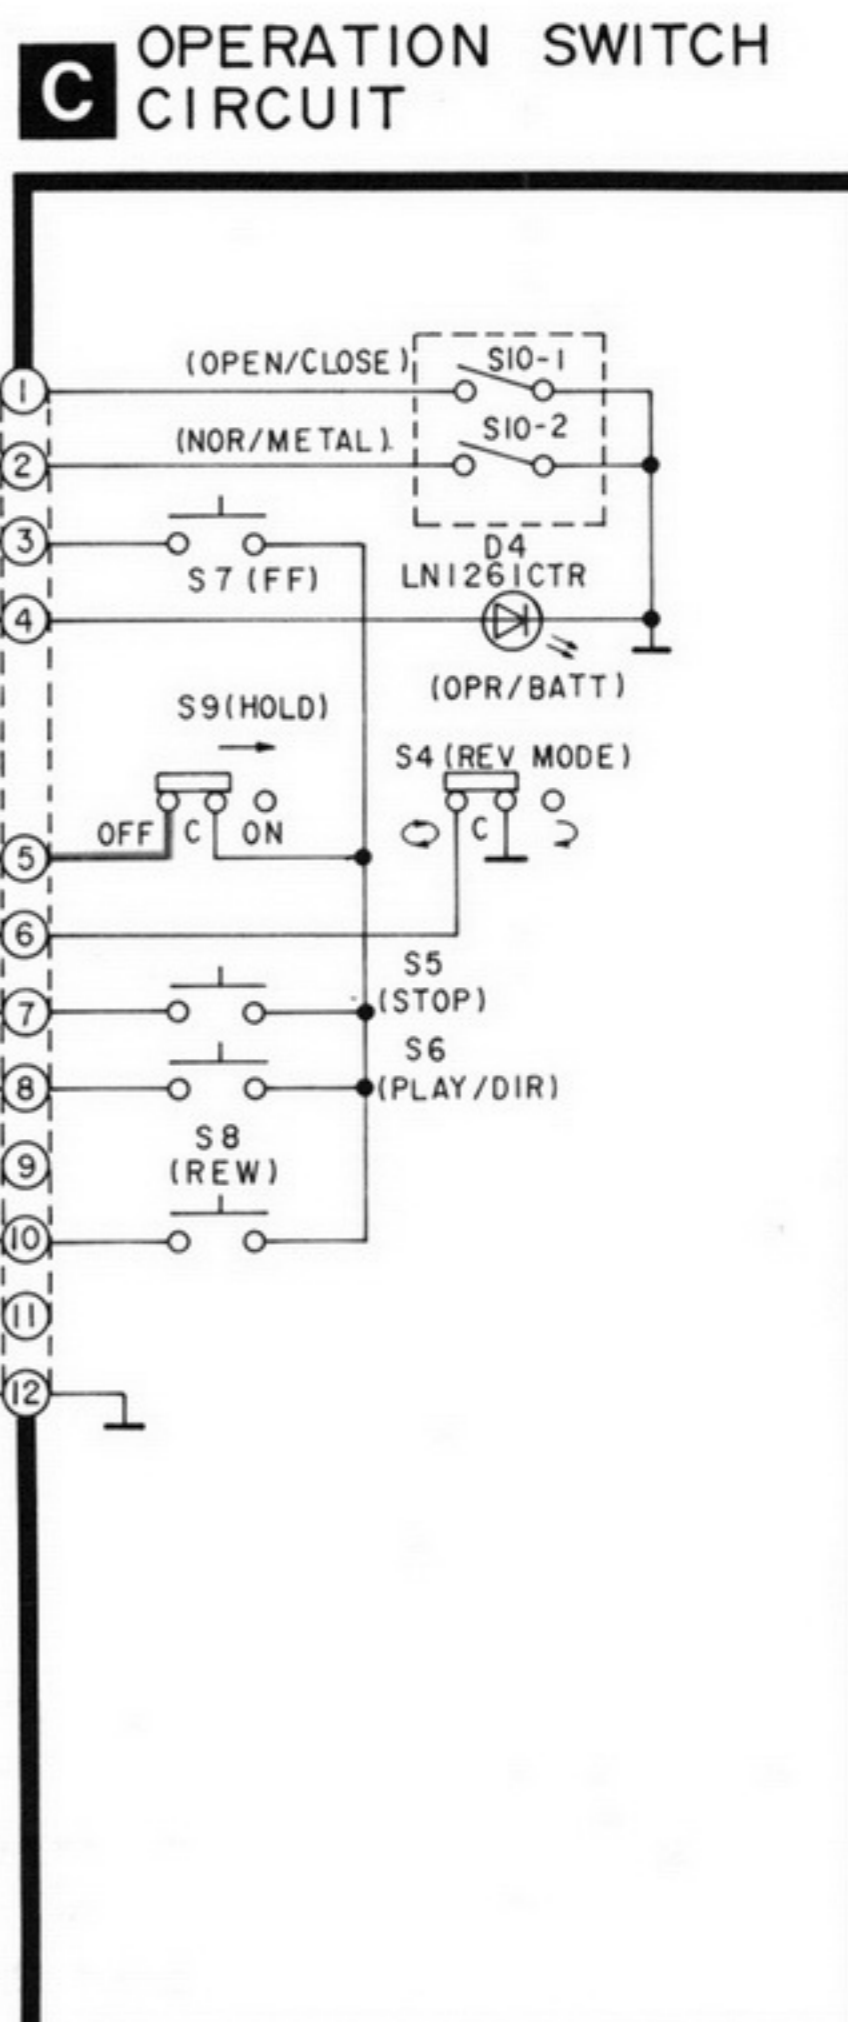 C
OPERATION SWITCH
CIRCUIT
(OPEN/CLOSE)
S10-1
1
(NOR/METAL)
S10-2
2
3
S7(FF)
D4
LN1261CTR
4
(OPR/BATT)
S9(HOLD)
S4(REV MODE)
OFF C ON
C
5
6
S5
(STOP)
7
S6
(PLAY/DIR)
8
S8
(REW)
9
10
11
12